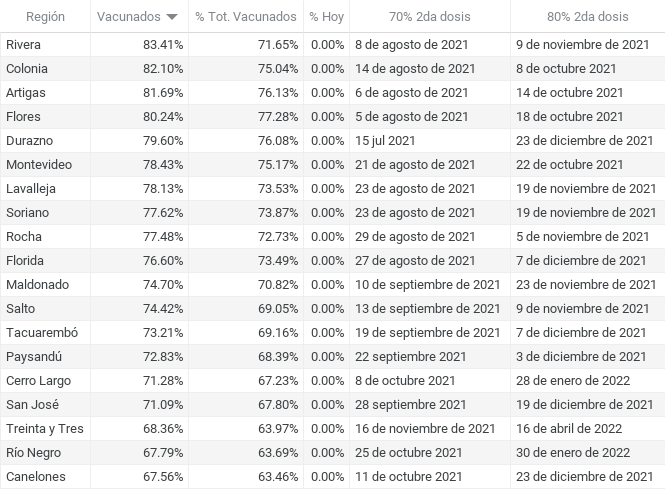 Región Vacunados % Tot. Vacunados % Hoy 70% 2da dosis 80% 2da dosis
Rivera 83.41% 71.65% 0.00% 8 de agosto de 2021 9 de noviembre de 2021
Colonia 82.10% 75.04% 0.00% 14 de agosto de 2021 8 de octubre 2021
Artigas 81.69% 76.13% 0.00% 6 de agosto de 2021 14 de octubre 2021
Flores 80.24% 77.28% 0.00% 5 de agosto de 2021 18 de octubre 2021
Durazno 79.60% 76.08% 0.00% 15 jul 2021 23 de diciembre de 2021
Montevideo 78.43% 75.17% 0.00% 21 de agosto de 2021 22 de octubre 2021
Lavalleja 78.13% 73.53% 0.00% 23 de agosto de 2021 19 de noviembre de 2021
Soriano 77.62% 73.87% 0.00% 23 de agosto de 2021 19 de noviembre de 2021
Rocha 77.48% 72.73% 0.00% 29 de agosto de 2021 5 de noviembre de 2021
Florida 76.60% 73.49% 0.00% 27 de agosto de 2021 7 de diciembre de 2021
Maldonado 74.70% 70.82% 0.00% 10 de septiembre de 2021 23 de noviembre de 2021
Salto 74.42% 69.05% 0.00% 13 de septiembre de 2021 9 de noviembre de 2021
Tacuarembó 73.21% 69.16% 0.00% 19 de septiembre de 2021 7 de diciembre de 2021
Paysandú 72.83% 68.39% 0.00% 22 septiembre 2021 3 de diciembre de 2021
Cerro Largo 71.28% 67.23% 0.00% 8 de octubre de 2021 28 de enero de 2022
San José 71.09% 67.80% 0.00% 28 septiembre 2021 19 de diciembre de 2021
Treinta y Tres 68.36% 63.97% 0.00% 16 de noviembre de 2021 16 de abril de 2022
Río Negro 67.79% 63.69% 0.00% 25 de octubre 2021 30 de enero de 2022
Canelones 67.56% 63.46% 0.00% 11 de octubre de 2021 23 de diciembre de 2021